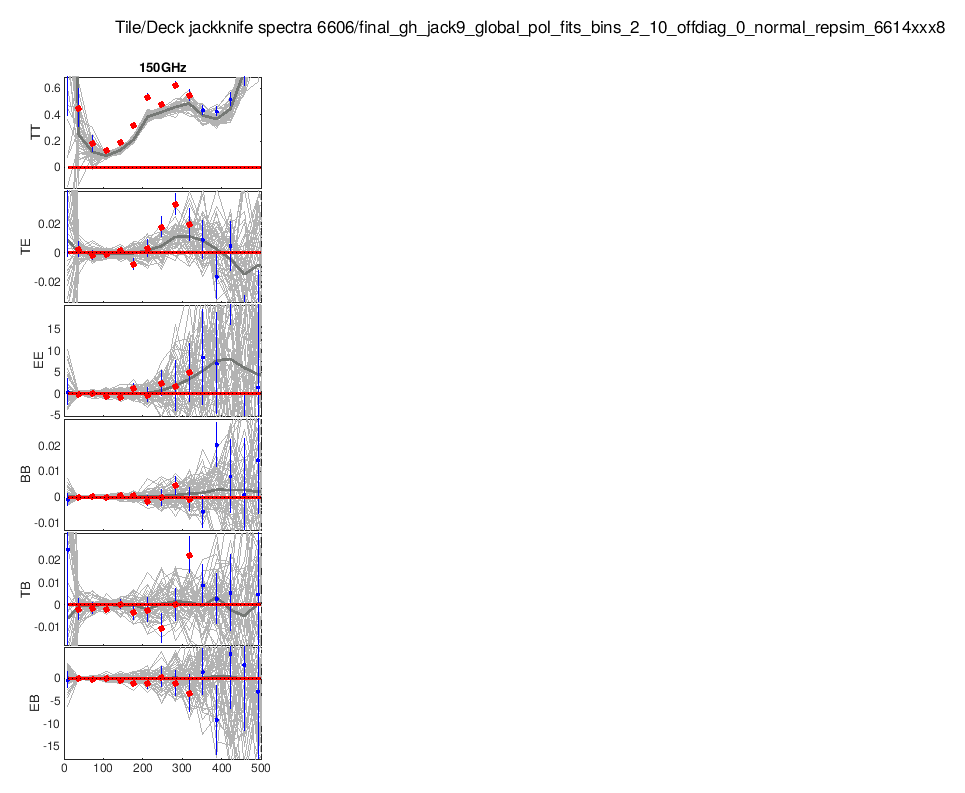 Tile/Deck jackknife spectra 6606/final_gh_jack9_global_pol_fits_bins_2_10_offdiag_0_normal_repsim_6614xxx8
150GHz
TT
0.6
0.4
0.2
0
TE
0.02
0
-0.02
EE
15
10
5
0
-5
BB
0.02
0.01
0
-0.01
TB
0.02
0.01
0
-0.01
EB
0
-5
-10
-15
0 100 200 300 400 500